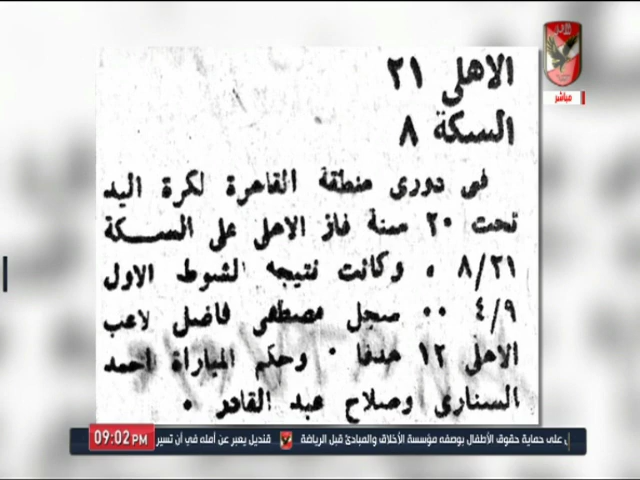 الاهلى ٢١
السكة ٨
مباشر
فى دورى منطقة القاهرة لكرة اليد
تحت ٢٠ سنة فاز الاهلى على السكة
٨/٢١ ، وكانت نتيجه الشوط الاول
٤/٩ ٠٠ سجل مصطفى فاضل لاعب
الاهلى ١٢ هدفا ٠ وحكم المباراة احمد
السنارى وصلاح عبد القادر ٠
على حماية حقوق الأطفال بوصفه مؤسسة الأخلاق والمبادئ قبل الرياضة قنديل يعبر عن أمله في أن تسير
09:02 PM